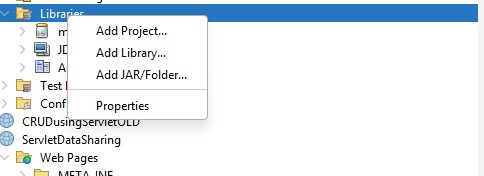 Libraries
Add Project...
Add Library...
Add JAR/Folder...
Properties
Test
Conf
CRUDusingServletOLD
ServletDataSharing
Web Pages
META-INF